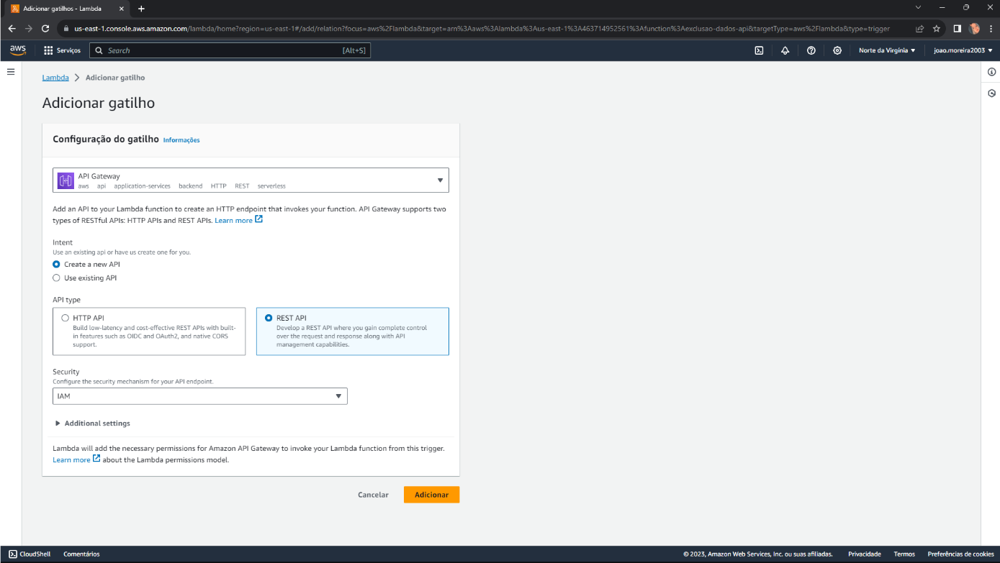 Adicionar gatilhos - Lambda
us-east-1.console.aws.amazon.com/lambda/home?region=us-east-1#/add/relation?focus=aws%2Flambda&target=arn%3Aaws%3Alambda%3Aus-east-1%3A463714952561%3Afunction%3Aexclusao-dados-api&targetType=aws%2Flambda&type=trigger
aws Serviços Search [Alt+S] Norte da Virgínia joao.moreira2003
Lambda Adicionar gatilho
Adicionar gatilho
Configuração do gatilho Informações
API Gateway
aws api application-services backend HTTP REST serverless
Add an API to your Lambda function to create an HTTP endpoint that invokes your function. API Gateway supports two
types of RESTful APIs: HTTP APIs and REST APIs. Learn more
Intent
Use an existing api or have us create one for you.
Create a new API
Use existing API
API type
HTTP API
Build low-latency and cost-effective REST APIs with built-
in features such as OIDC and OAuth2, and native CORS
support.
REST API
Develop a REST API where you gain complete control
over the request and response along with API
management capabilities.
Security
Configure the security mechanism for your API endpoint.
IAM
Additional settings
Lambda will add the necessary permissions for Amazon API Gateway to invoke your Lambda function from this trigger.
Learn more about the Lambda permissions model.
Cancelar Adicionar
CloudShell Comentários © 2023, Amazon Web Services, Inc. ou suas afiliadas. Privacidade Termos Preferências de cookies